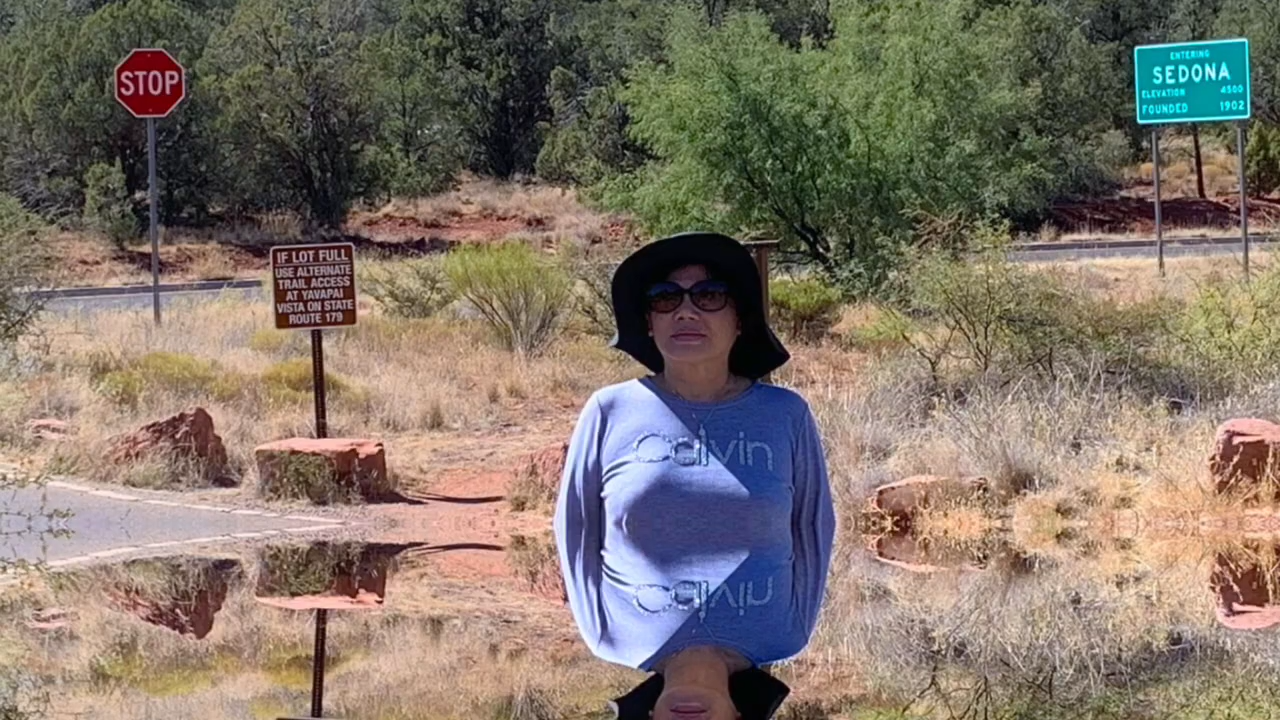 STOP
ENTERING
SEDONA
ELEVATION 4500
FOUNDED 1902
IF LOT FULL
USE ALTERNATE
TRAIL ACCESS
AT YAVAPAI
VISTA ON STATE
ROUTE 179
Calvin
Calvin